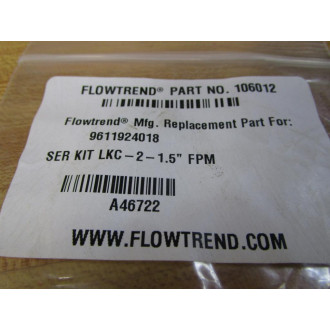 FLOWTREND® PART NO. 106012
Flowtrend® Mfg. Replacement Part For:
9611924018
SER KIT LKC-2-1.5" FPM
A46722
WWW.FLOWTREND.COM